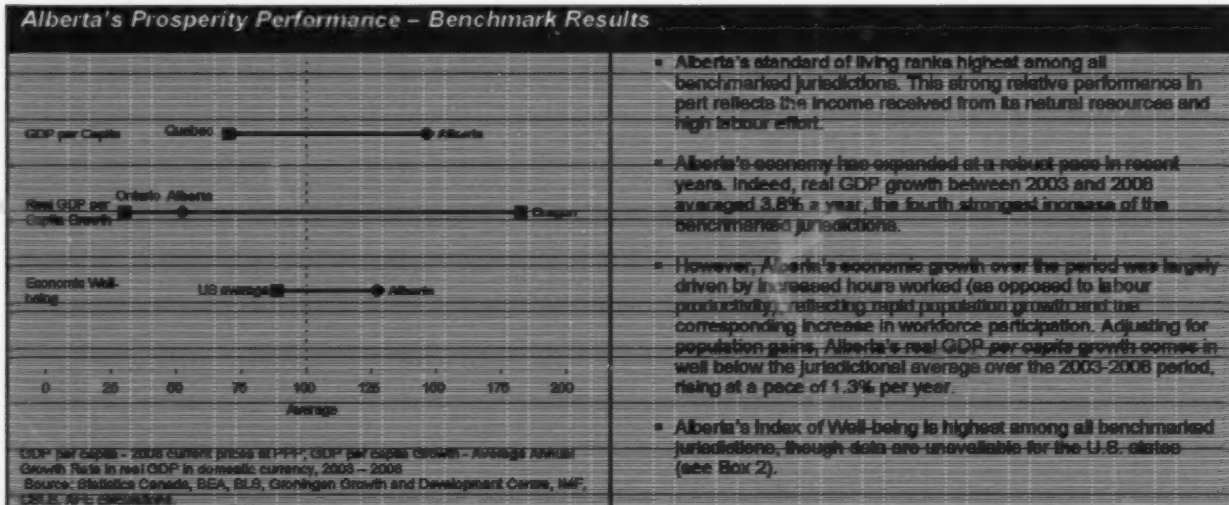 Alberta's Prosperity Performance – Benchmark Results
GDP per Capita
Quebec
Alberta
Ontario Alberta
Real GDP per
Capita Growth
Oregon
Economic Well-
being
US average
Alberta
0 25 50 75 100 125 150 175 200
Average
GDP per capita - 2008 current prices at PPP; GDP per capita Growth - Average Annual
Growth Rate in real GDP in domestic currency, 2003 – 2008
Source: Statistics Canada, BEA, BLS, Groningen Growth and Development Centre, IMF,
▪ Alberta's standard of living ranks highest among all
benchmarked jurisdictions. This strong relative performance in
part reflects the income received from its natural resources and
high labour effort.
▪ Alberta's economy has expanded at a robust pace in recent
years. Indeed, real GDP growth between 2003 and 2008
averaged 3.8% a year, the fourth strongest increase of the
benchmarked jurisdictions.
▪ However, Alberta's economic growth over the period was largely
driven by increased hours worked (as opposed to labour
productivity), reflecting rapid population growth and the
corresponding increase in workforce participation. Adjusting for
population gains, Alberta's real GDP per capita growth comes in
well below the jurisdictional average over the 2003-2008 period,
rising at a pace of 1.3% per year.
▪ Alberta's Index of Well-being is highest among all benchmarked
jurisdictions, though data are unavailable for the U.S. states
(see Box 2).